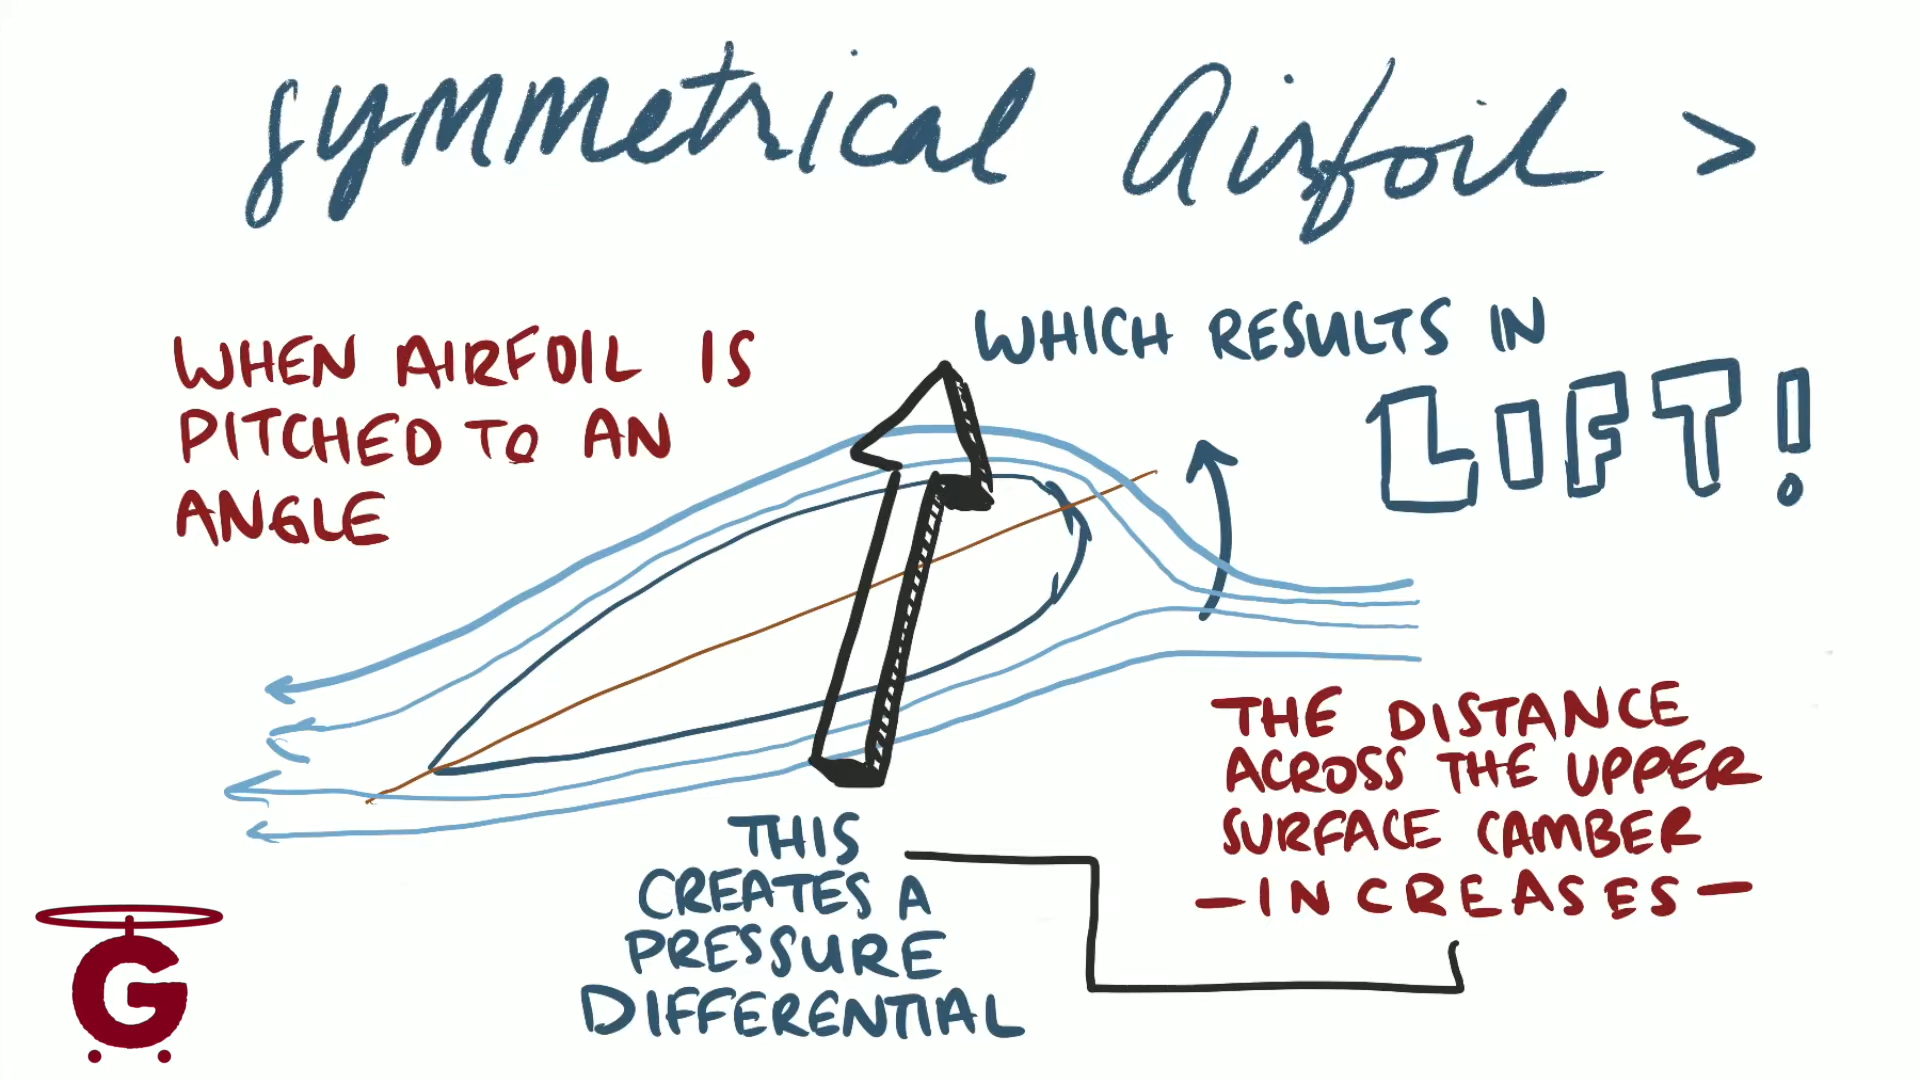 symmetrical Airfoil >
WHEN AIRFOIL IS
PITCHED TO AN
ANGLE
WHICH RESULTS IN
LIFT!
THE DISTANCE
ACROSS THE UPPER
SURFACE CAMBER
- INCREASES -
THIS
CREATES A
PRESSURE
DIFFERENTIAL
G